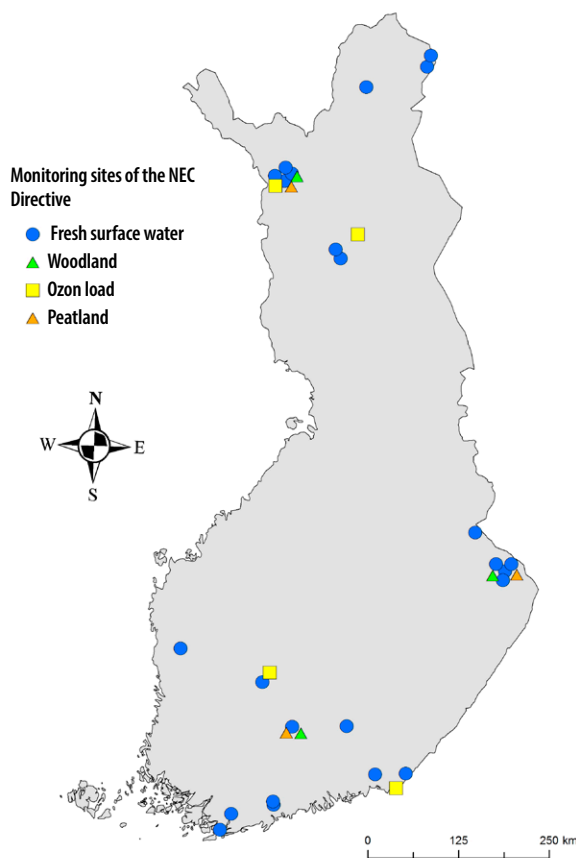 Monitoring sites of the NEC
Directive
Fresh surface water
Woodland
Ozon load
Peatland
N
W E
S
0 125 250 km